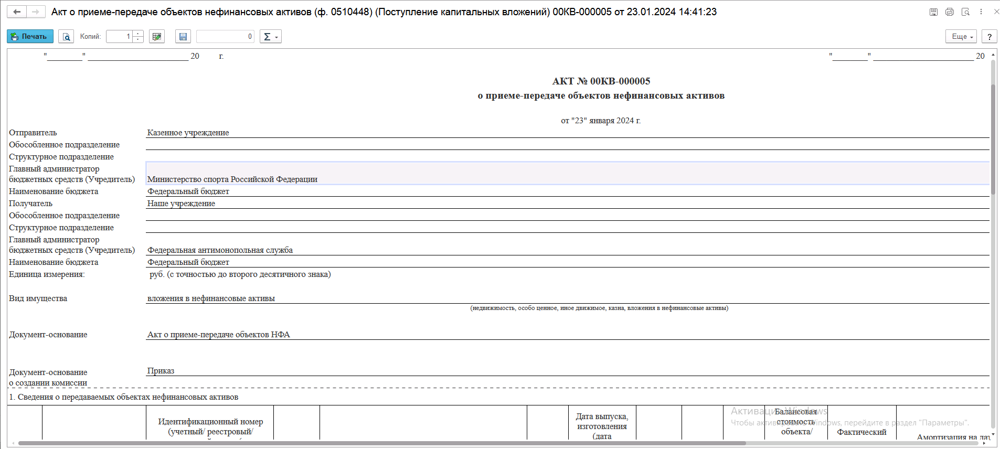 Акт о приеме-передаче объектов нефинансовых активов (ф. 0510448) (Поступление капитальных вложений) 00КВ-000005 от 23.01.2024 14:41:23
Печать Копий: 1 0 Σ Еще ?
"________" ________________________ 20 г. "________" ________________________ 20
АКТ № 00КВ-000005
о приеме-передаче объектов нефинансовых активов
от "23" января 2024 г.
Отправитель Казенное учреждение
Обособленное подразделение
Структурное подразделение
Главный администратор
бюджетных средств (Учредитель) Министерство спорта Российской Федерации
Наименование бюджета Федеральный бюджет
Получатель Наше учреждение
Обособленное подразделение
Структурное подразделение
Главный администратор
бюджетных средств (Учредитель) Федеральная антимонопольная служба
Наименование бюджета Федеральный бюджет
Единица измерения: руб. (с точностью до второго десятичного знака)
Вид имущества вложения в нефинансовые активы
(недвижимость, особо ценное, иное движимое, казна, вложения в нефинансовые активы)
Документ-основание Акт о приеме-передаче объектов НФА
Приказ
Документ-основание
о создании комиссии
1. Сведения о передаваемых объектах нефинансовых активов
Идентификационный номер
(учетный/ реестровый/
Дата выпуска,
изготовления
(дата
Балансовая
стоимость
объекта/
Фактический
Амортизация на дат
Активация Windows
Чтобы активировать Windows, перейдите в раздел "Параметры".